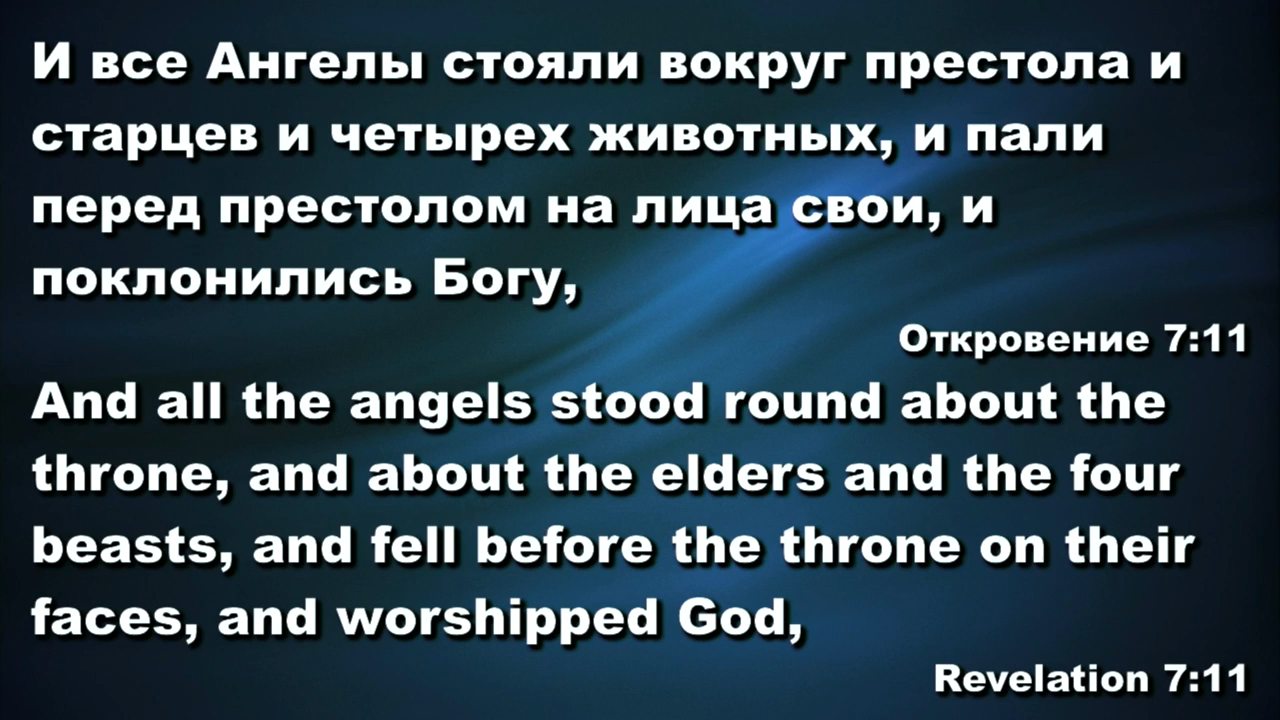 И все Ангелы стояли вокруг престола и
старцев и четырех животных, и пали
перед престолом на лица свои, и
поклонились Богу,
Откровение 7:11
And all the angels stood round about the
throne, and about the elders and the four
beasts, and fell before the throne on their
faces, and worshipped God,
Revelation 7:11